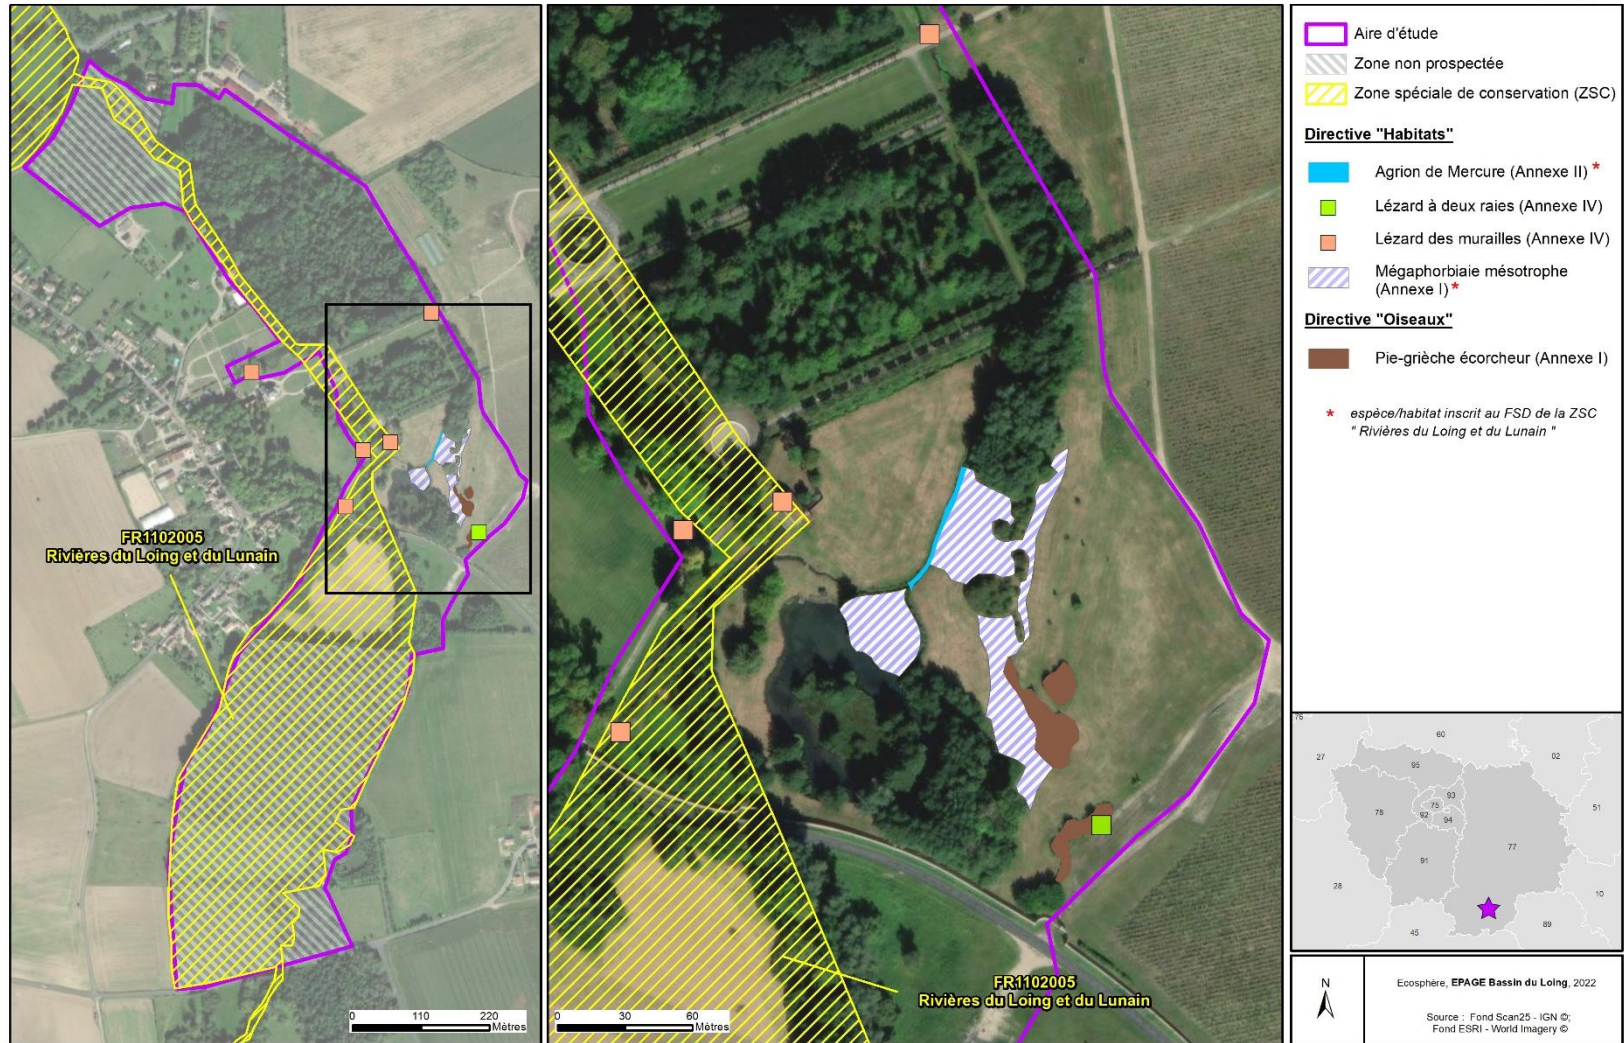 FR1102005
Rivières du Loing et du Lunain
0 110 220
Mètres
FR1102005
Rivières du Loing et du Lunain
0 30 60
Mètres
Aire d'étude
Zone non prospectée
Zone spéciale de conservation (ZSC)
Directive "Habitats"
Agrion de Mercure (Annexe II) *
Lézard à deux raies (Annexe IV)
Lézard des murailles (Annexe IV)
Mégaphorbiaie mésotrophe
(Annexe I) *
Directive "Oiseaux"
Pie-grièche écorcheur (Annexe I)
* espèce/habitat inscrit au FSD de la ZSC
" Rivières du Loing et du Lunain "
76
60
27
02
95
93
78
75
51
92
94
77
91
28
10
45
89
N
Ecosphère, EPAGE Bassin du Loing, 2022
Source : Fond Scan25 - IGN ©;
Fond ESRI - World Imagery ©